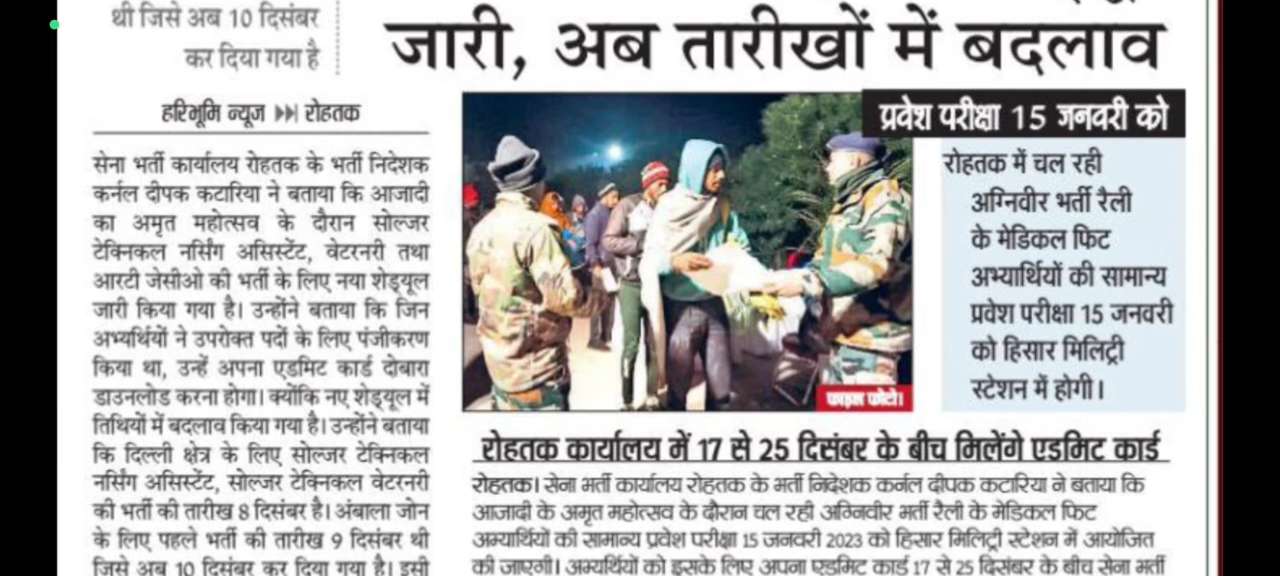 थी जिसे अब 10 दिसंबर
कर दिया गया है
जारी, अब तारीखों में बदलाव
हरिभूमि न्यूज ▶▶ रोहतक
सेना भर्ती कार्यालय रोहतक के भर्ती निदेशक
कर्नल दीपक कटारिया ने बताया कि आजादी
का अमृत महोत्सव के दौरान सोल्जर
टेक्निकल नर्सिंग असिस्टेंट, वेटरनरी तथा
आरटी जेसीओ की भर्ती के लिए नया शेड्यूल
जारी किया गया है। उन्होंने बताया कि जिन
अभ्यर्थियों ने उपरोक्त पदों के लिए पंजीकरण
किया था, उन्हें अपना एडमिट कार्ड दोबारा
डाउनलोड करना होगा। क्योंकि नए शेड्यूल में
तिथियों में बदलाव किया गया है। उन्होंने बताया
कि दिल्ली क्षेत्र के लिए सोल्जर टेक्निकल
नर्सिंग असिस्टेंट, सोल्जर टेक्निकल वेटरनरी
की भर्ती की तारीख 8 दिसंबर है। अंबाला जोन
के लिए पहले भर्ती की तारीख 9 दिसंबर थी
जिसे अब 10 दिसंबर कर दिया गया है। इसी
प्रवेश परीक्षा 15 जनवरी को
रोहतक में चल रही
अग्निवीर भर्ती रैली
के मेडिकल फिट
अभ्यार्थियों की सामान्य
प्रवेश परीक्षा 15 जनवरी
को हिसार मिलिट्री
स्टेशन में होगी।
फाइल फोटो।
रोहतक कार्यालय में 17 से 25 दिसंबर के बीच मिलेंगे एडमिट कार्ड
रोहतक। सेना भर्ती कार्यालय रोहतक के भर्ती निदेशक कर्नल दीपक कटारिया ने बताया कि
आजादी के अमृत महोत्सव के दौरान चल रही अग्निवीर भर्ती रैली के मेडिकल फिट
अभ्यार्थियों की सामान्य प्रवेश परीक्षा 15 जनवरी 2023 को हिसार मिलिट्री स्टेशन में आयोजित
की जाएगी। अभ्यर्थियों को इसके लिए अपना एडमिट कार्ड 17 से 25 दिसंबर के बीच सेना भर्ती